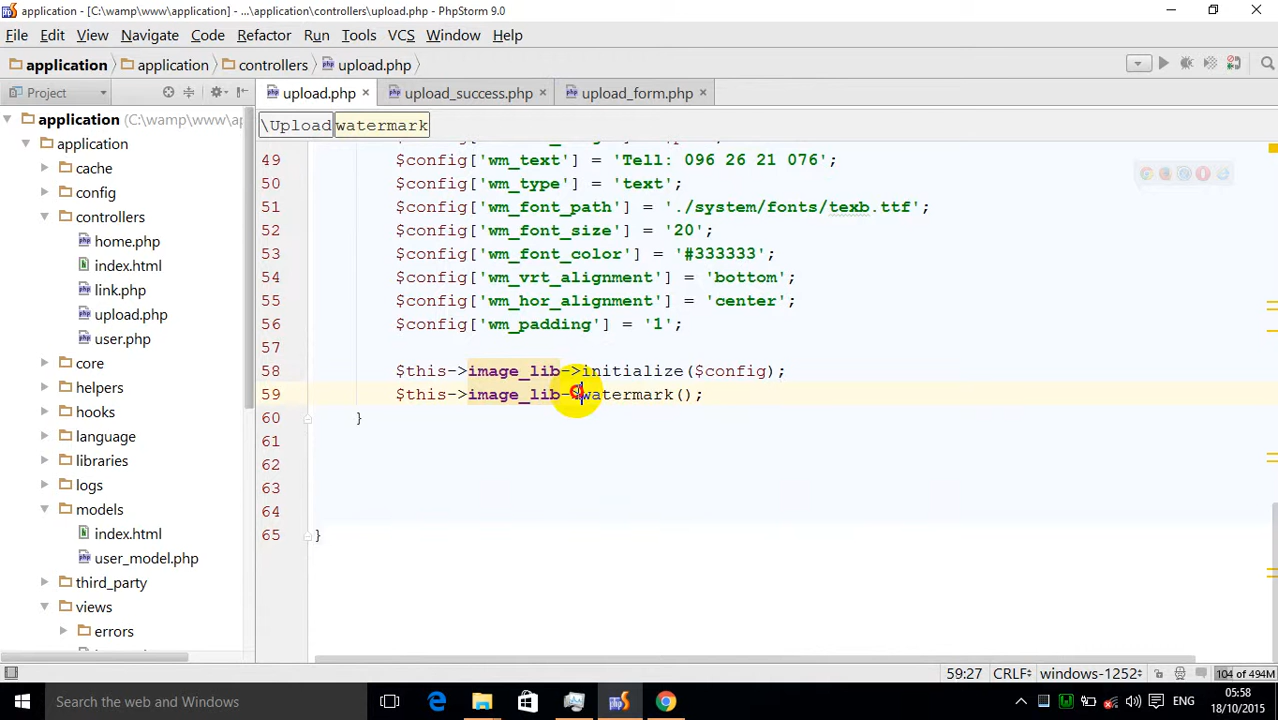 application - [C:\wamp\www\application] - ...\application\controllers\upload.php - PhpStorm 9.0
File Edit View Navigate Code Refactor Run Tools VCS Window Help
application application controllers upload.php
Project upload.php upload_success.php upload_form.php
application (C:\wamp\www\ap
\Upload watermark
application
cache
config
controllers
home.php
index.html
link.php
upload.php
user.php
core
helpers
hooks
language
libraries
logs
models
index.html
user_model.php
third_party
views
errors
49 $config['wm_text'] = 'Tell: 096 26 21 076';
50 $config['wm_type'] = 'text';
51 $config['wm_font_path'] = './system/fonts/texb.ttf';
52 $config['wm_font_size'] = '20';
53 $config['wm_font_color'] = '#333333';
54 $config['wm_vrt_alignment'] = 'bottom';
55 $config['wm_hor_alignment'] = 'center';
56 $config['wm_padding'] = '1';
57
58 $this->image_lib->initialize($config);
59 $this->image_lib->watermark();
60 }
61
62
63
64
65 }
59:27 CRLF windows-1252 104 of 494M
Search the web and Windows
ENG
05:58
18/10/2015